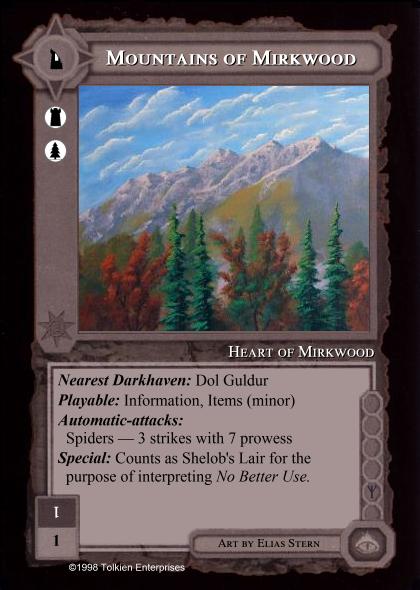 Mountains of Mirkwood
Heart of Mirkwood
Nearest Darkhaven: Dol Guldur
Playable: Information, Items (minor)
Automatic-attacks:
Spiders — 3 strikes with 7 prowess
Special: Counts as Shelob's Lair for the
purpose of interpreting No Better Use.
1
1
Art by Elias Stern
©1998 Tolkien Enterprises